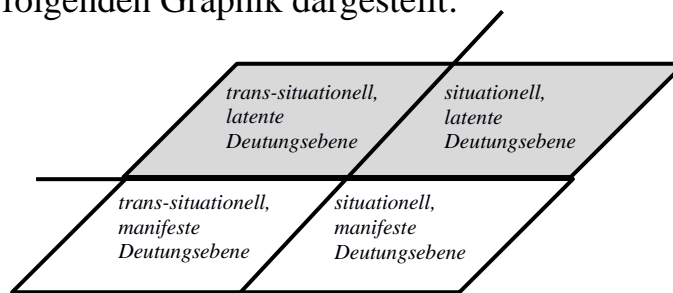 folgenden Graphik dargestellt:
trans-situationell,
latente
Deutungsebene
situationell,
latente
Deutungsebene
trans-situationell,
manifeste
Deutungsebene
situationell,
manifeste
Deutungsebene